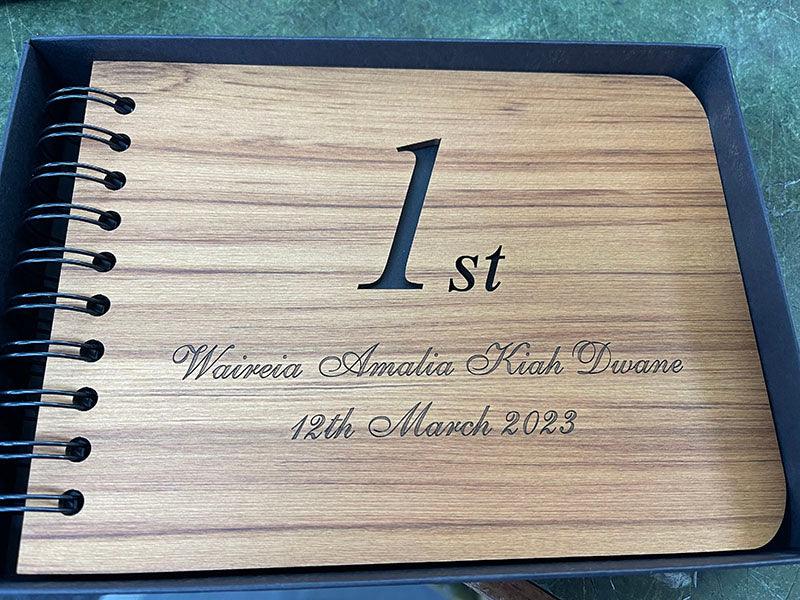 1st
Waireia Amalia Kiah Dwane
12th March 2023